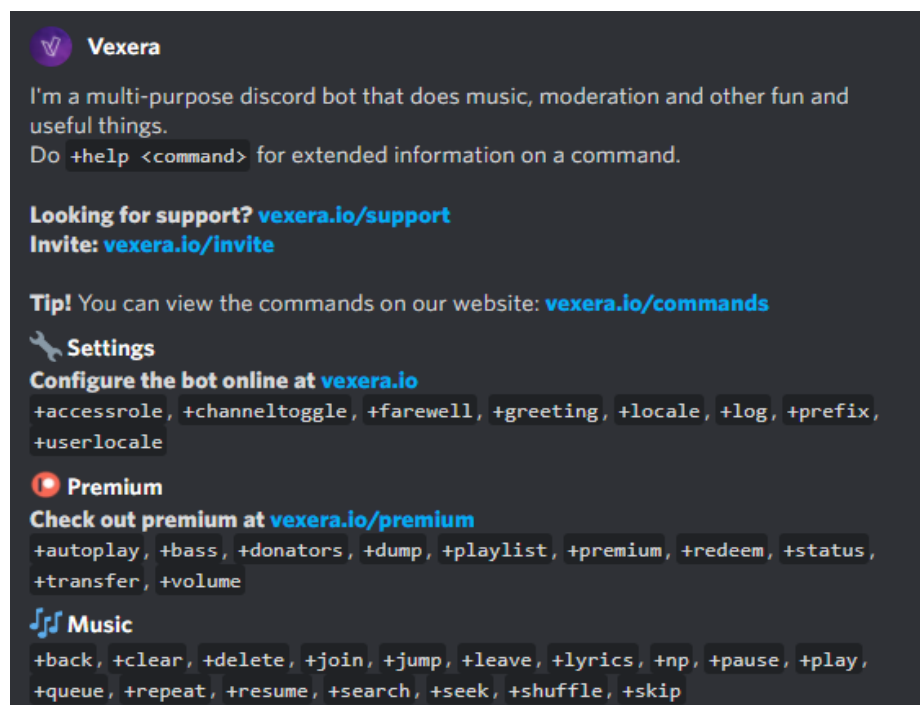 Vexera
I'm a multi-purpose discord bot that does music, moderation and other fun and
useful things.
Do +help <command> for extended information on a command.
Looking for support? vexera.io/support
Invite: vexera.io/invite
Tip! You can view the commands on our website: vexera.io/commands
Settings
Configure the bot online at vexera.io
+accessrole, +channeltoggle, +farewell, +greeting, +locale, +log, +prefix,
+userlocale
Premium
Check out premium at vexera.io/premium
+autoplay, +bass, +donators, +dump, +playlist, +premium, +redeem, +status,
+transfer, +volume
Music
+back, +clear, +delete, +join, +jump, +leave, +lyrics, +np, +pause, +play,
+queue, +repeat, +resume, +search, +seek, +shuffle, +skip